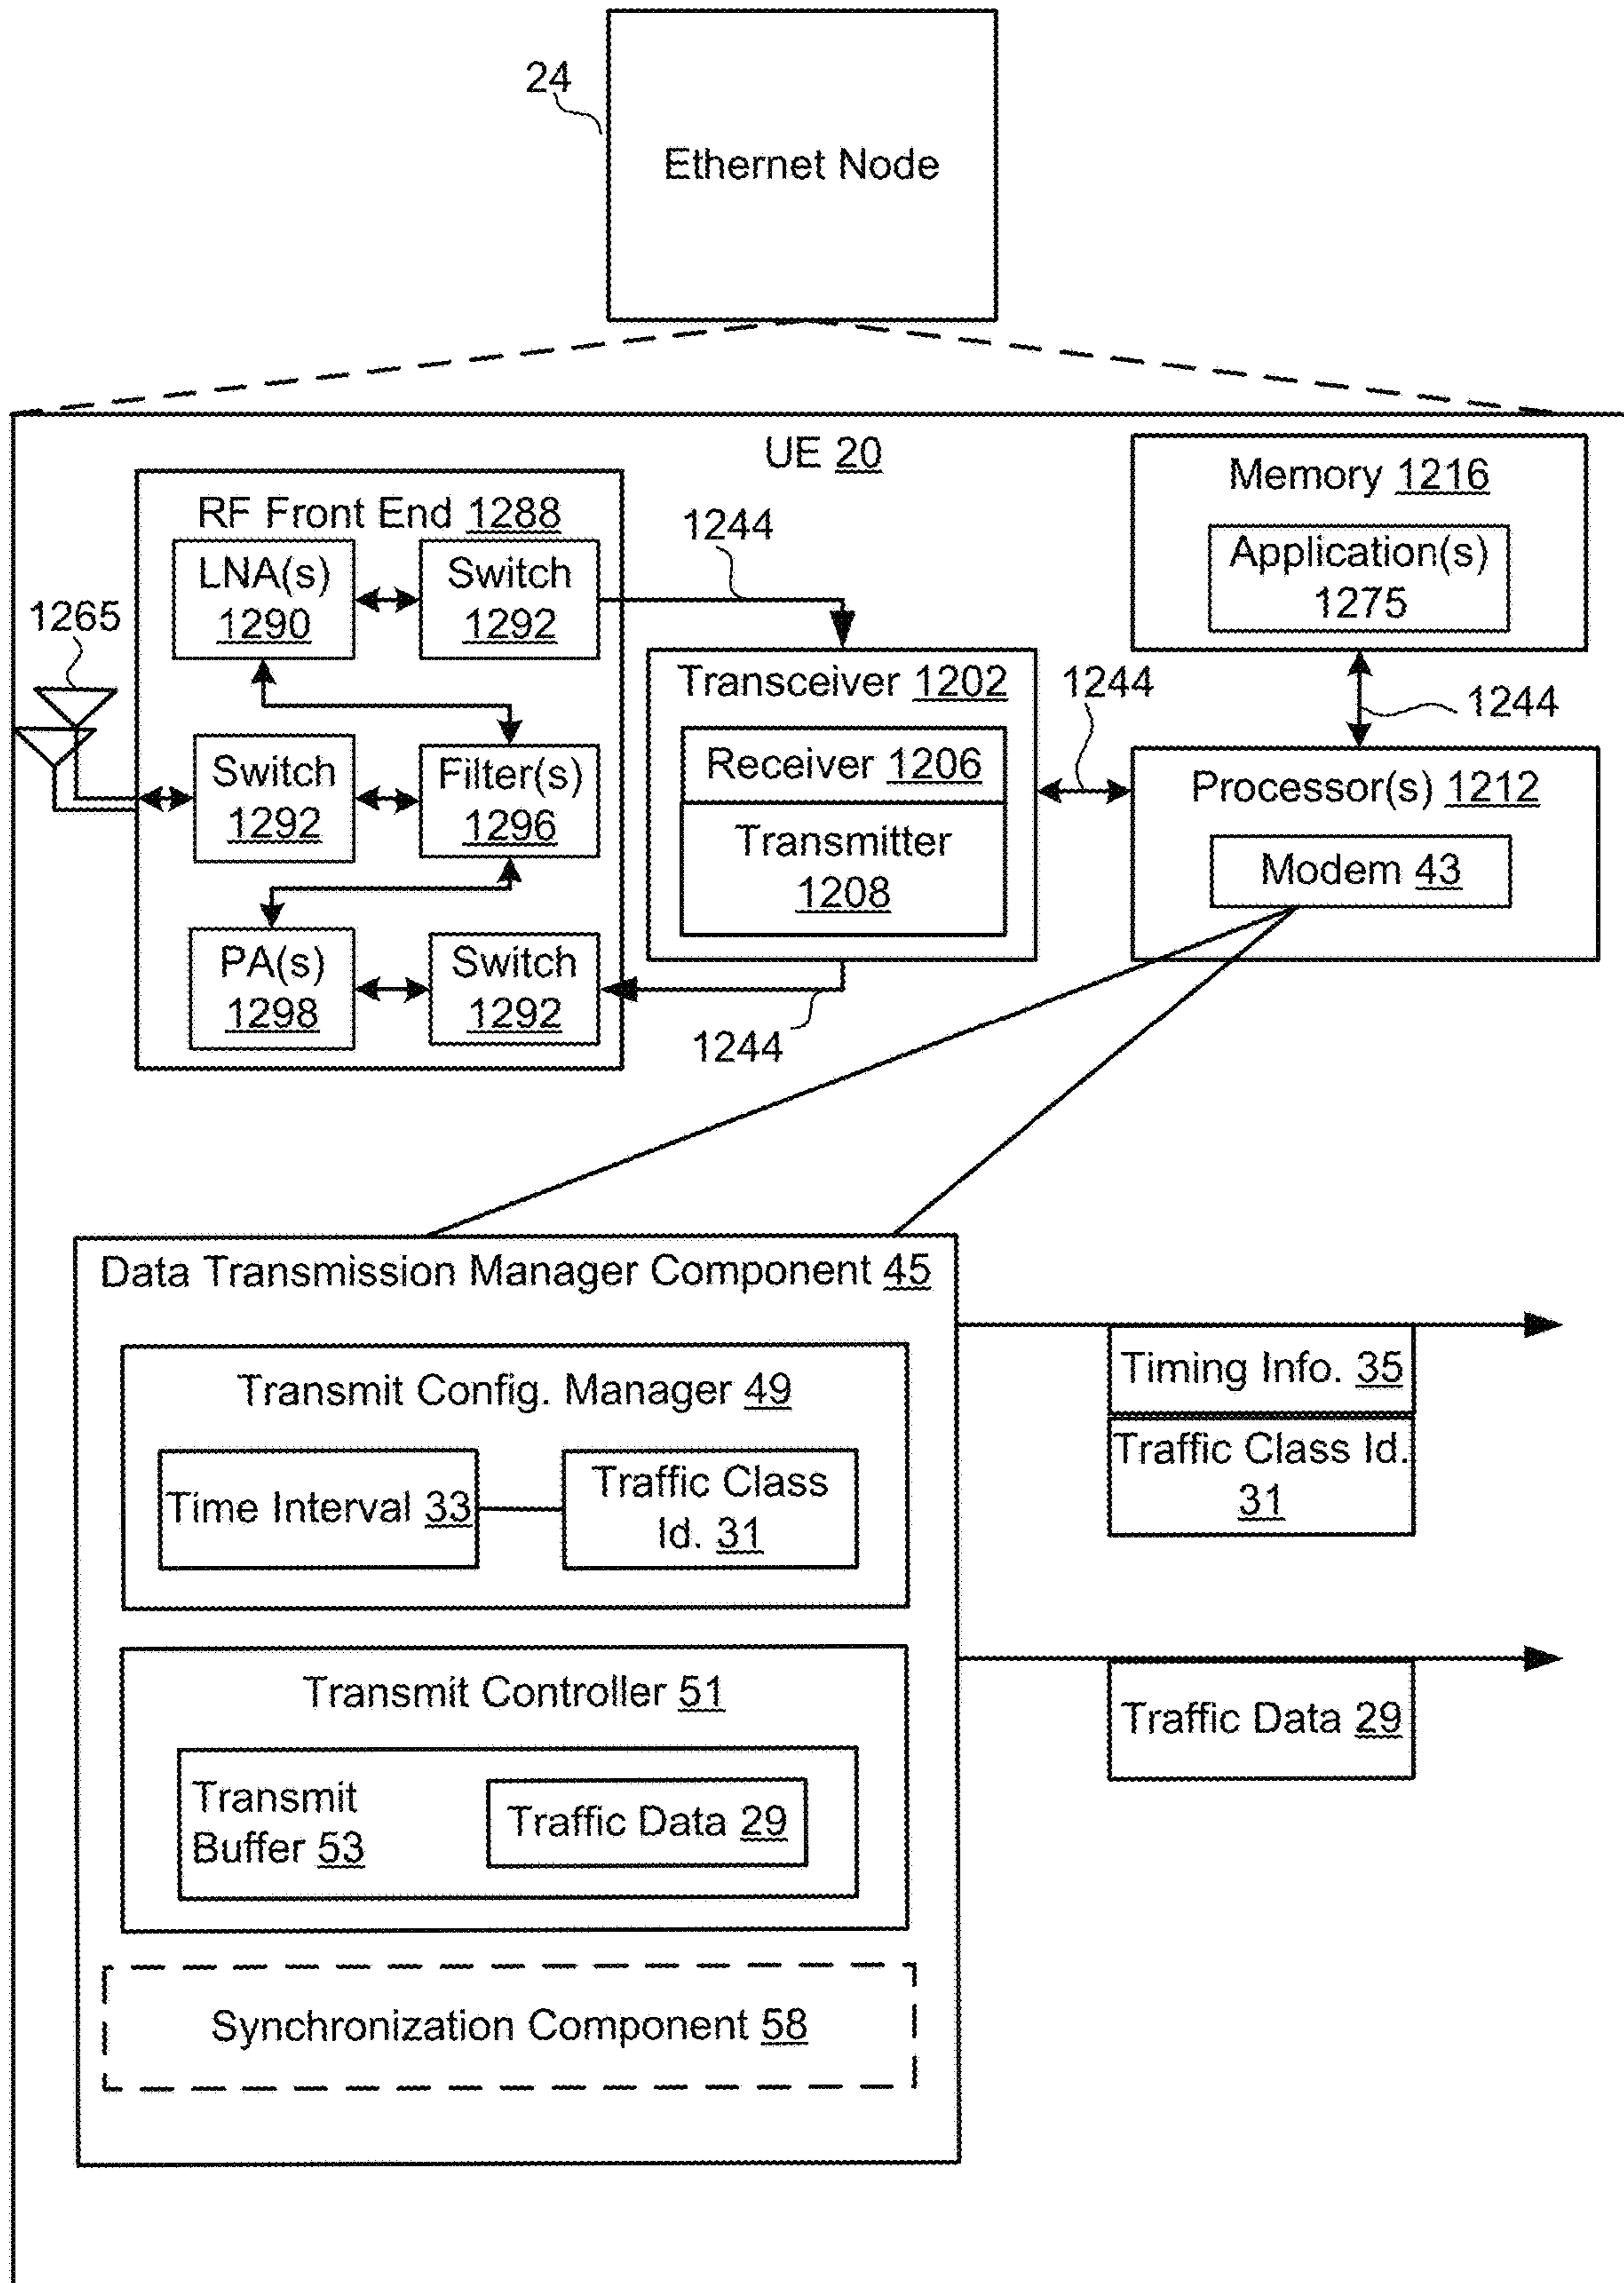 24
Ethernet Node
UE 20
RF Front End 1288
LNA(s)
1290
Switch
1292
1244
1265
Switch
1292
Filter(s)
1296
PA(s)
1298
Switch
1292
1244
Transceiver 1202
Receiver 1206
Transmitter
1208
1244
Memory 1216
Application(s)
1275
1244
Processor(s) 1212
Modem 43
Data Transmission Manager Component 45
Transmit Config. Manager 49
Time Interval 33
Traffic Class
Id. 31
Transmit Controller 51
Transmit
Buffer 53
Traffic Data 29
Synchronization Component 58
Timing Info. 35
Traffic Class Id.
31
Traffic Data 29